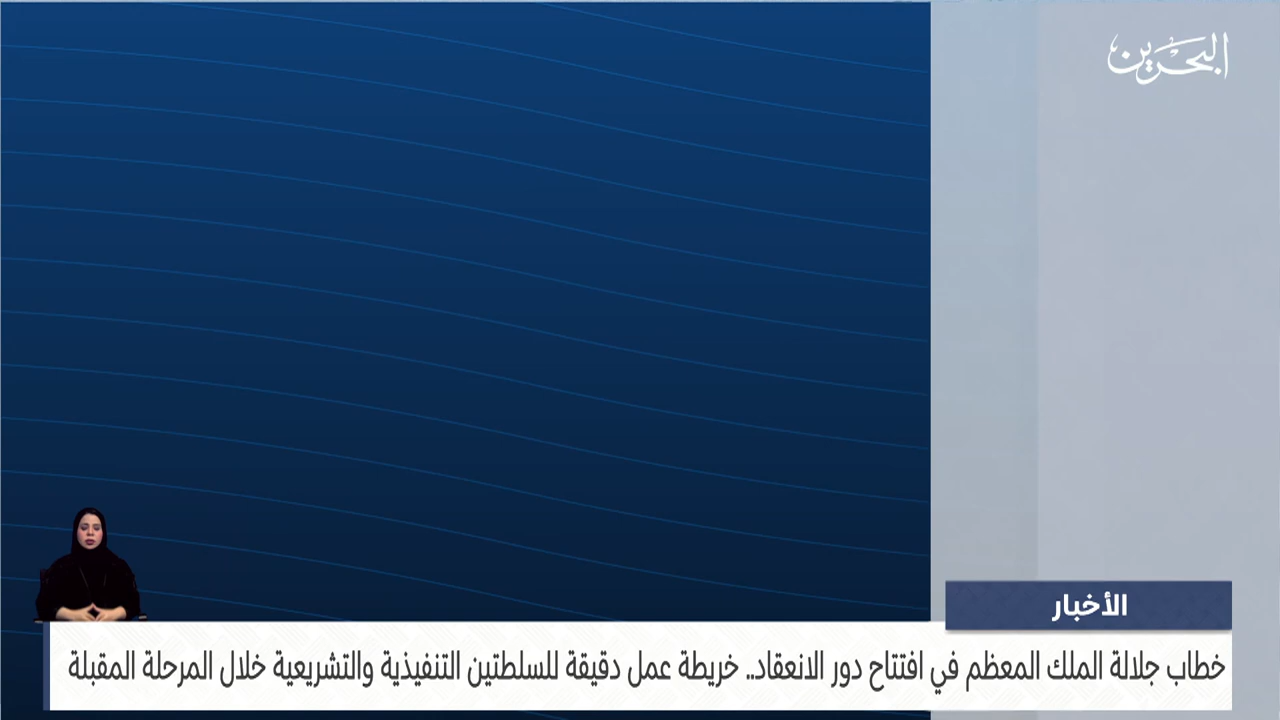 البحرين
الأخبار
خطاب جلالة الملك المعظم في افتتاح دور الانعقاد.. خريطة عمل دقيقة للسلطتين التنفيذية والتشريعية خلال المرحلة المقبلة